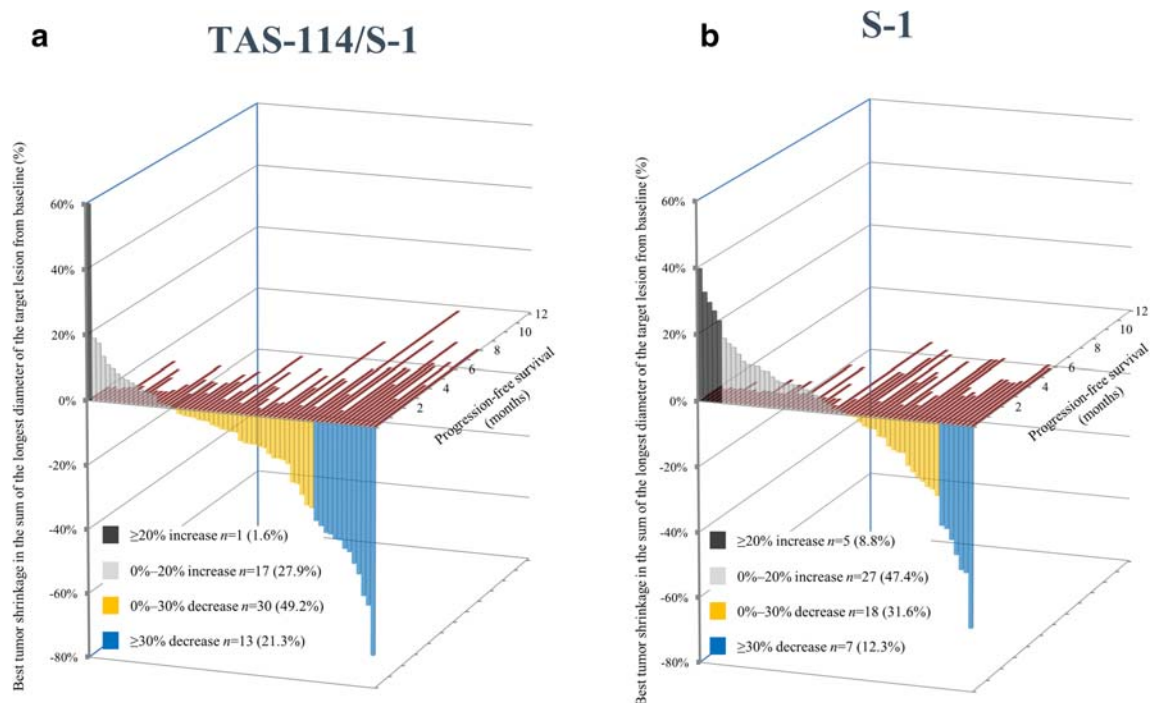 a
TAS-114/S-1
Best tumor shrinkage in the sum of the longest diameter of the target lesion from baseline (%)
60%
40%
20%
0%
-20%
-40%
-60%
-80%
2
4
6
8
10
12
Progression-free survival
(months)
≥20% increase n=1 (1.6%)
0%–20% increase n=17 (27.9%)
0%–30% decrease n=30 (49.2%)
≥30% decrease n=13 (21.3%)
b
S-1
Best tumor shrinkage in the sum of the longest diameter of the target lesion from baseline (%)
60%
40%
20%
0%
-20%
-40%
-60%
-80%
2
4
6
8
10
12
Progression-free survival
(months)
≥20% increase n=5 (8.8%)
0%–20% increase n=27 (47.4%)
0%–30% decrease n=18 (31.6%)
≥30% decrease n=7 (12.3%)